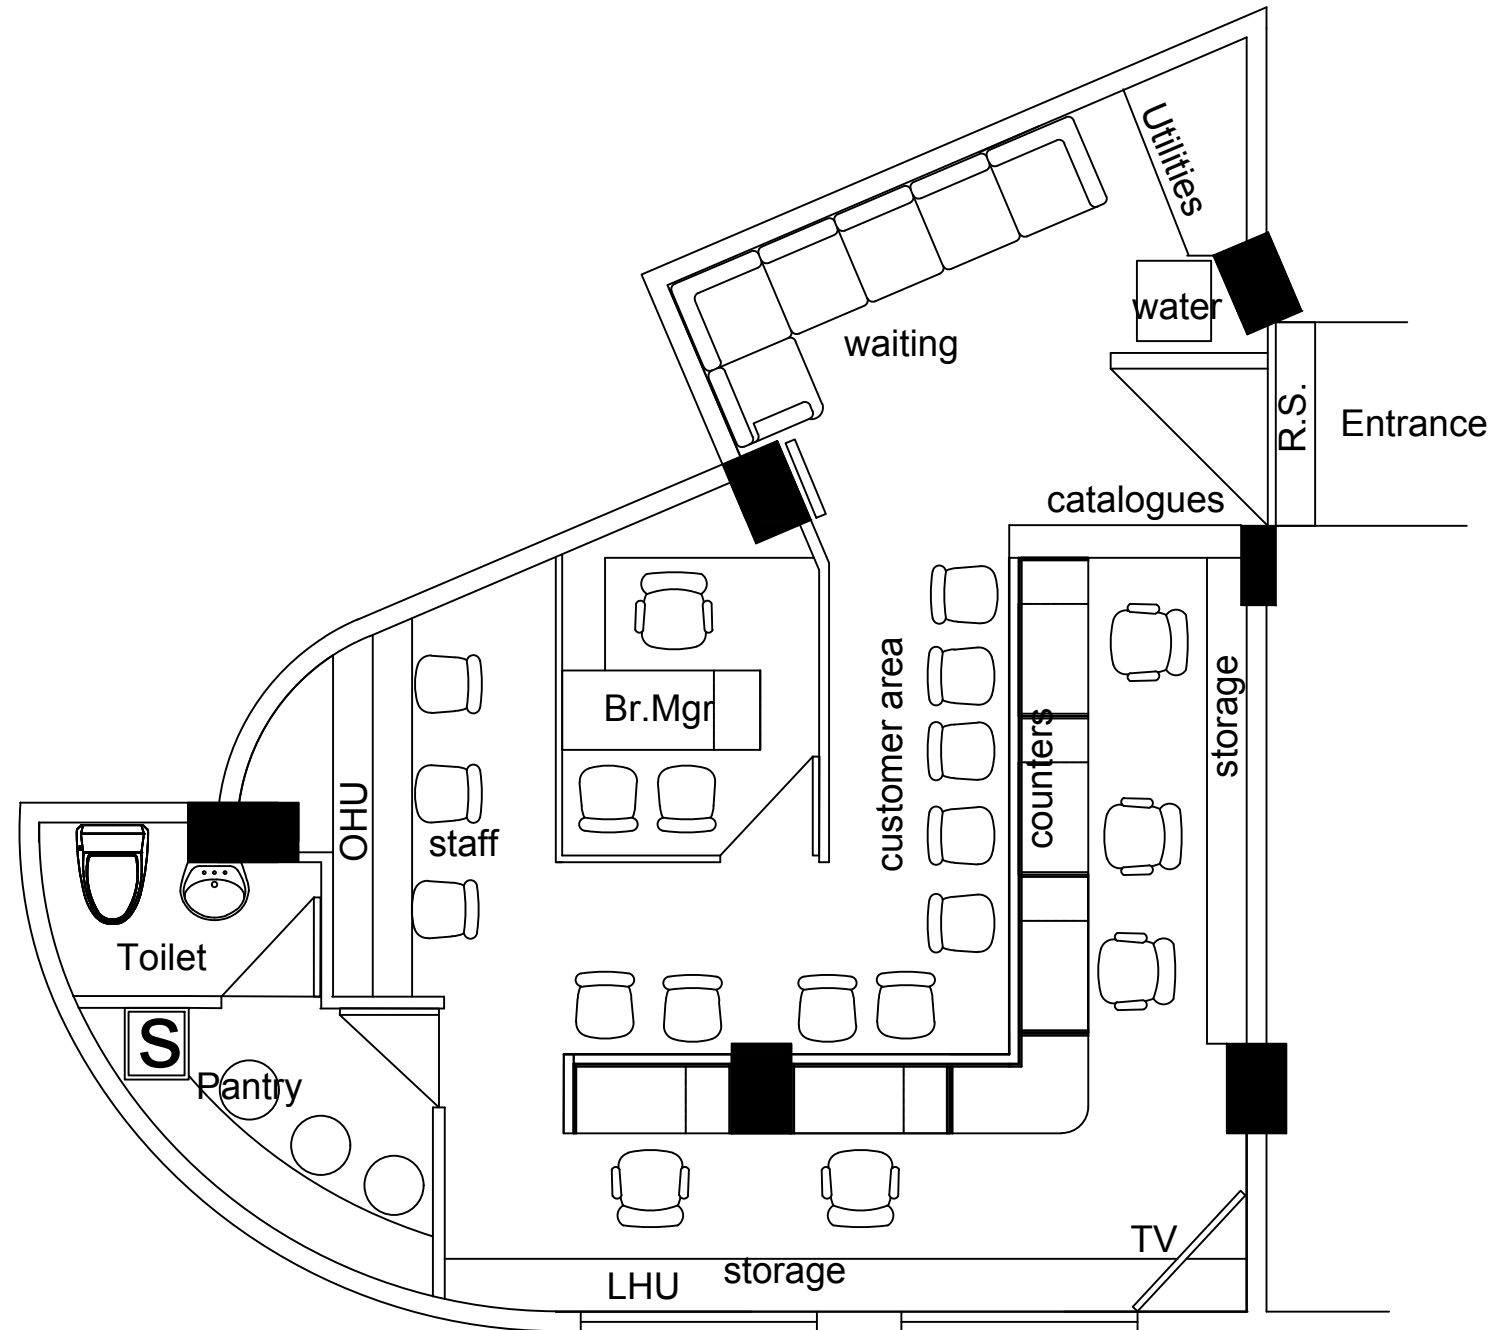 Utilities
water
waiting
R.S.
Entrance
catalogues
Br.Mgr
customer area
counters
storage
OHU
staff
Toilet
S
Pantry
TV
storage
LHU